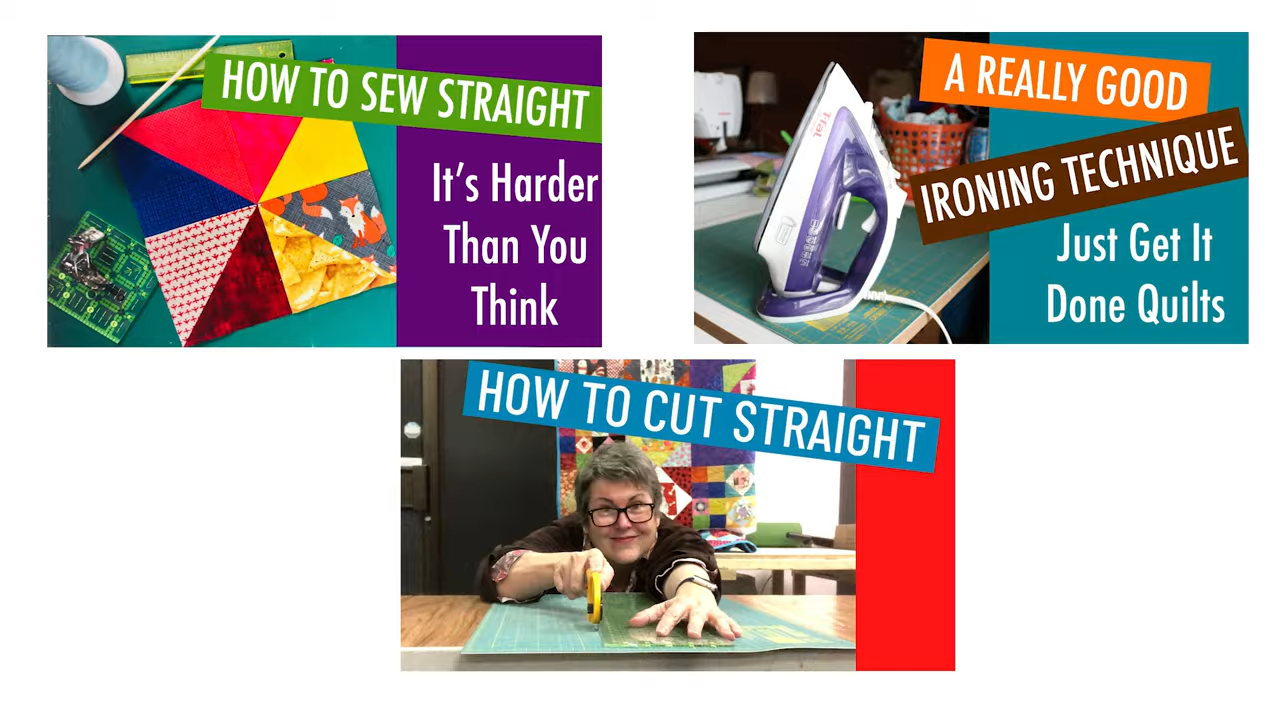 HOW TO SEW STRAIGHT
It's Harder
Than You
Think
A REALLY GOOD
IRONING TECHNIQUE
Just Get It
Done Quilts
T-fal
HOW TO CUT STRAIGHT